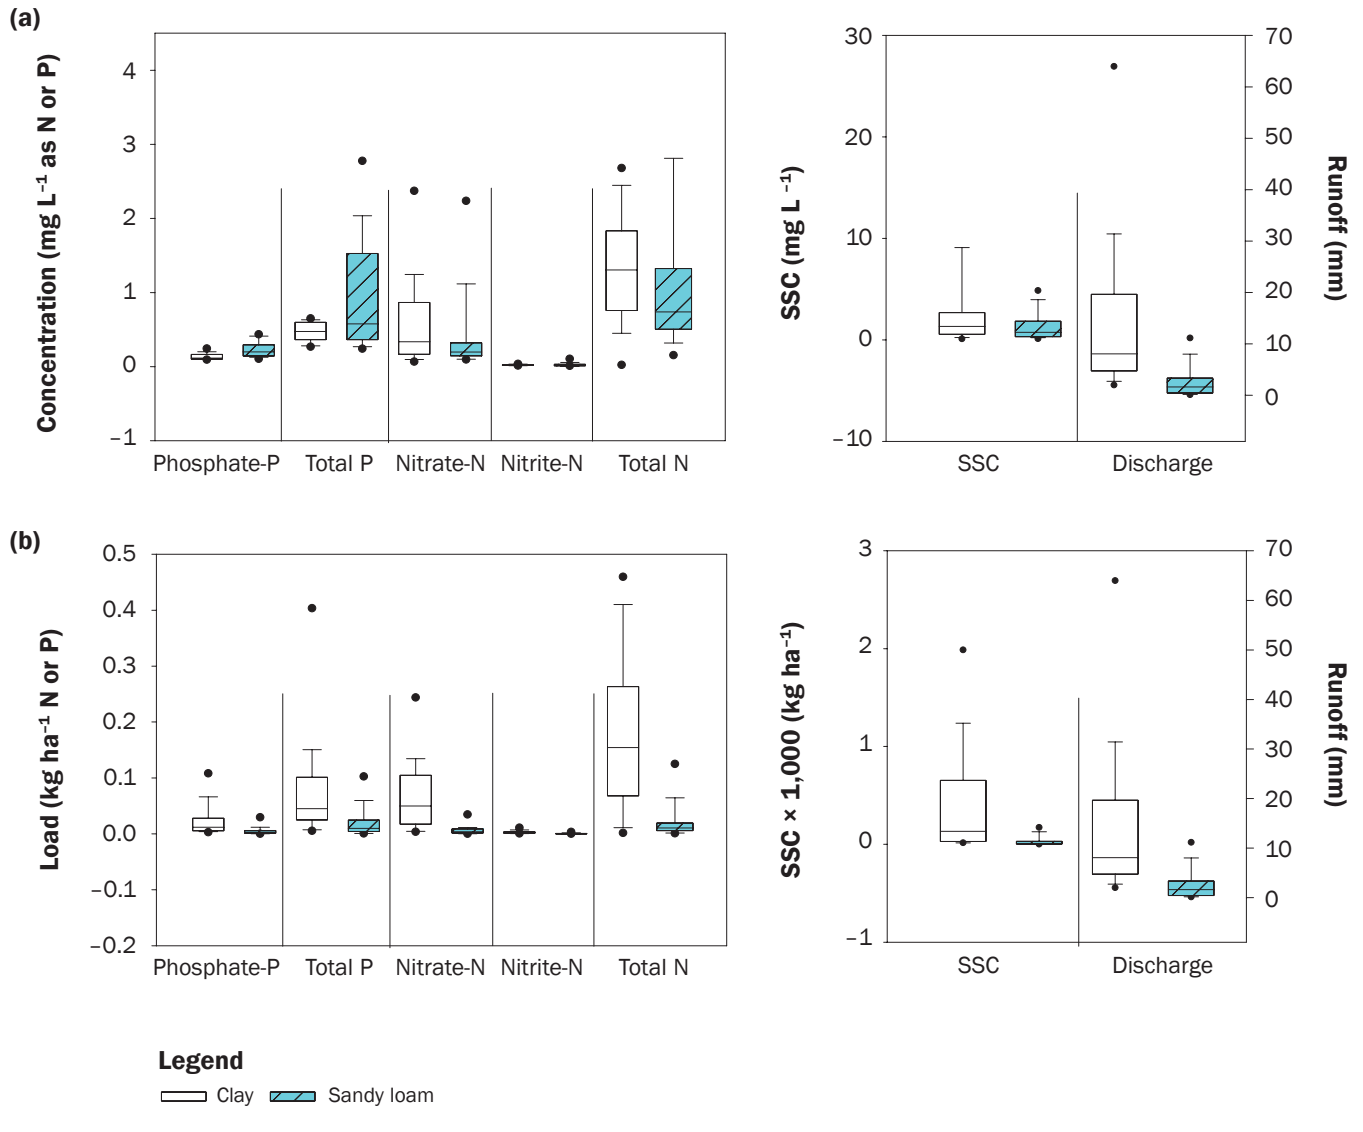 (a)
Concentration (mg L⁻¹ as N or P)
4
3
2
1
0
−1
Phosphate-P Total P Nitrate-N Nitrite-N Total N
SSC (mg L⁻¹)
30
20
10
0
−10
SSC Discharge
70
60
50
40
30
20
10
0
Runoff (mm)
(b)
Load (kg ha⁻¹ N or P)
0.5
0.4
0.3
0.2
0.1
0.0
−0.1
−0.2
Phosphate-P Total P Nitrate-N Nitrite-N Total N
SSC × 1,000 (kg ha⁻¹)
3
2
1
0
−1
SSC Discharge
70
60
50
40
30
20
10
0
Runoff (mm)
Legend
Clay Sandy loam